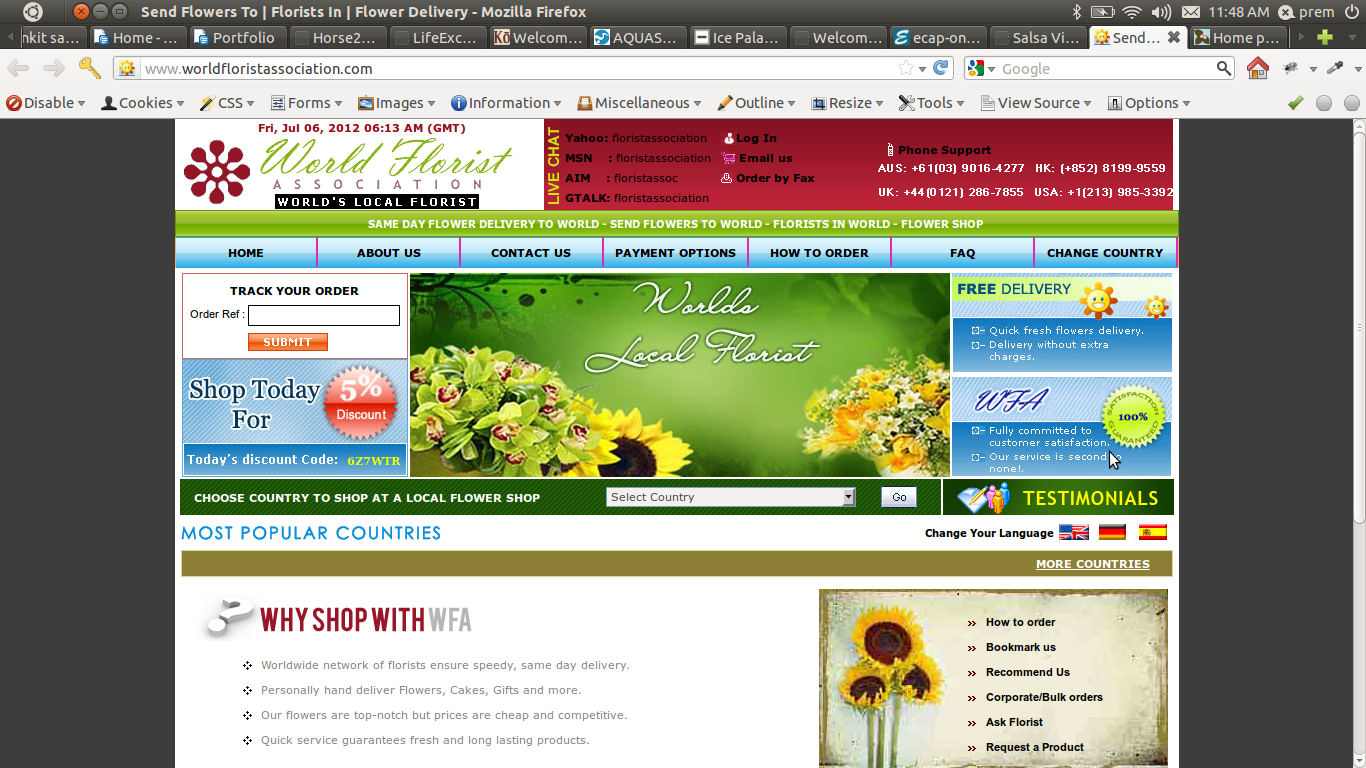 Send Flowers To | Florists In | Flower Delivery - Mozilla Firefox
11:48 AM prem
nkit sa... Home - ... Portfolio Horse2... LifeExc... Welcom... AQUAS... Ice Pala... Welcom... ecap-on... Salsa Vi... Send... Home p...
www.worldfloristassociation.com
Google
Disable Cookies CSS Forms Images Information Miscellaneous Outline Resize Tools View Source Options
Fri, Jul 06, 2012 06:13 AM (GMT)
World Florist
ASSOCIATION
WORLD'S LOCAL FLORIST
LIVE CHAT
Yahoo: floristassociation
MSN : floristassociation
AIM : floristassoc
GTALK: floristassociation
Log In
Email us
Order by Fax
Phone Support
AUS: +61(03) 9016-4277 HK: (+852) 8199-9559
UK: +44(0121) 286-7855 USA: +1(213) 985-3392
SAME DAY FLOWER DELIVERY TO WORLD - SEND FLOWERS TO WORLD - FLORISTS IN WORLD - FLOWER SHOP
HOME ABOUT US CONTACT US PAYMENT OPTIONS HOW TO ORDER FAQ CHANGE COUNTRY
TRACK YOUR ORDER
Order Ref :
SUBMIT
Shop Today
For
5%
Discount
Today's discount Code: 6Z7WTR
Worlds
Local Florist
FREE DELIVERY
Quick fresh flowers delivery.
Delivery without extra
charges.
WFA
SATISFACTION
100%
GUARANTEED
Fully committed to
customer satisfaction.
Our service is second to
none!.
CHOOSE COUNTRY TO SHOP AT A LOCAL FLOWER SHOP
Select Country
Go
TESTIMONIALS
MOST POPULAR COUNTRIES
Change Your Language
MORE COUNTRIES
WHY SHOP WITH WFA
Worldwide network of florists ensure speedy, same day delivery.
Personally hand deliver Flowers, Cakes, Gifts and more.
Our flowers are top-notch but prices are cheap and competitive.
Quick service guarantees fresh and long lasting products.
How to order
Bookmark us
Recommend Us
Corporate/Bulk orders
Ask Florist
Request a Product